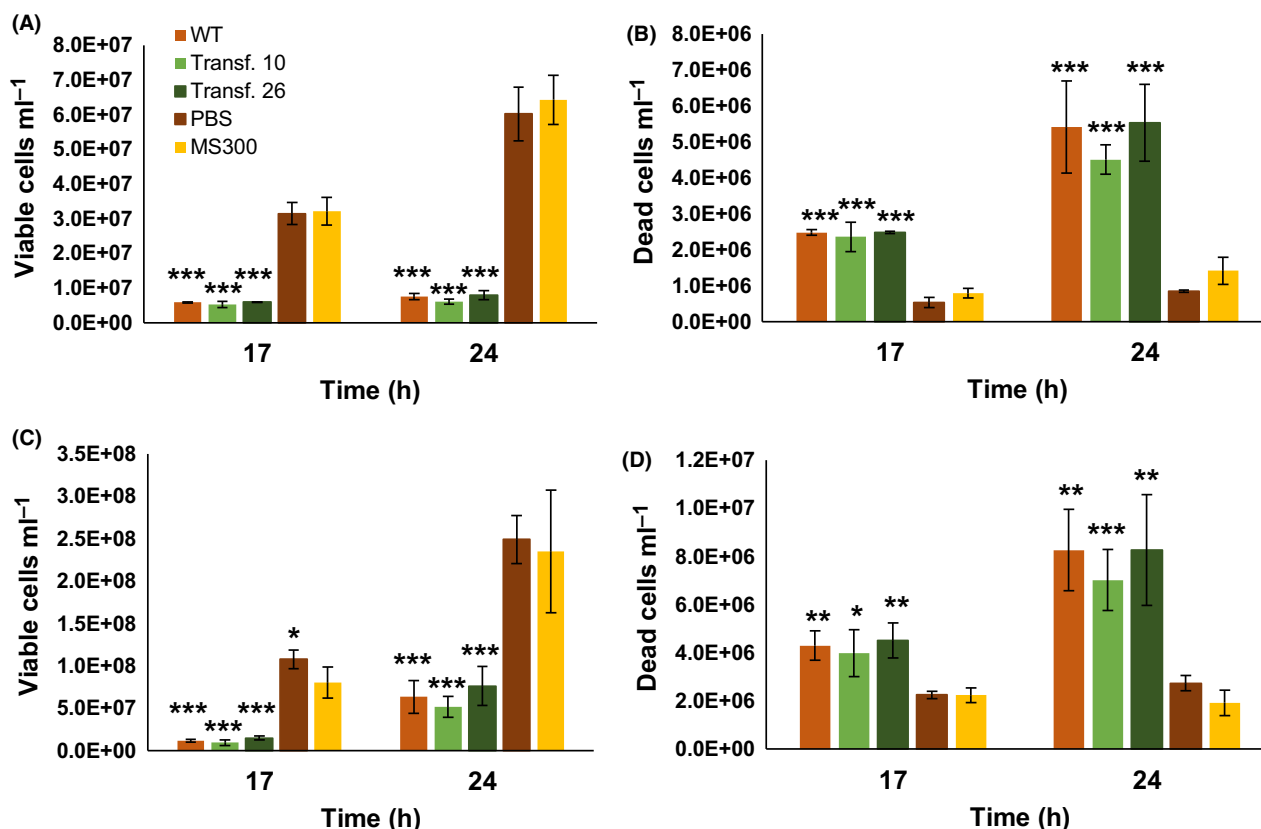 (A)
Viable cells ml−1
8.0E+07
7.0E+07
6.0E+07
5.0E+07
4.0E+07
3.0E+07
2.0E+07
1.0E+07
0.0E+00
WT
Transf. 10
Transf. 26
PBS
MS300
*** *** ***
*** *** ***
17 24
Time (h)
(B)
Dead cells ml−1
8.0E+06
7.0E+06
6.0E+06
5.0E+06
4.0E+06
3.0E+06
2.0E+06
1.0E+06
0.0E+00
*** *** ***
*** *** ***
17 24
Time (h)
(C)
Viable cells ml−1
3.5E+08
3.0E+08
2.5E+08
2.0E+08
1.5E+08
1.0E+08
5.0E+07
0.0E+00
*** *** *** *
*** *** ***
17 24
Time (h)
(D)
Dead cells ml−1
1.2E+07
1.0E+07
8.0E+06
6.0E+06
4.0E+06
2.0E+06
0.0E+00
** * **
** *** **
17 24
Time (h)